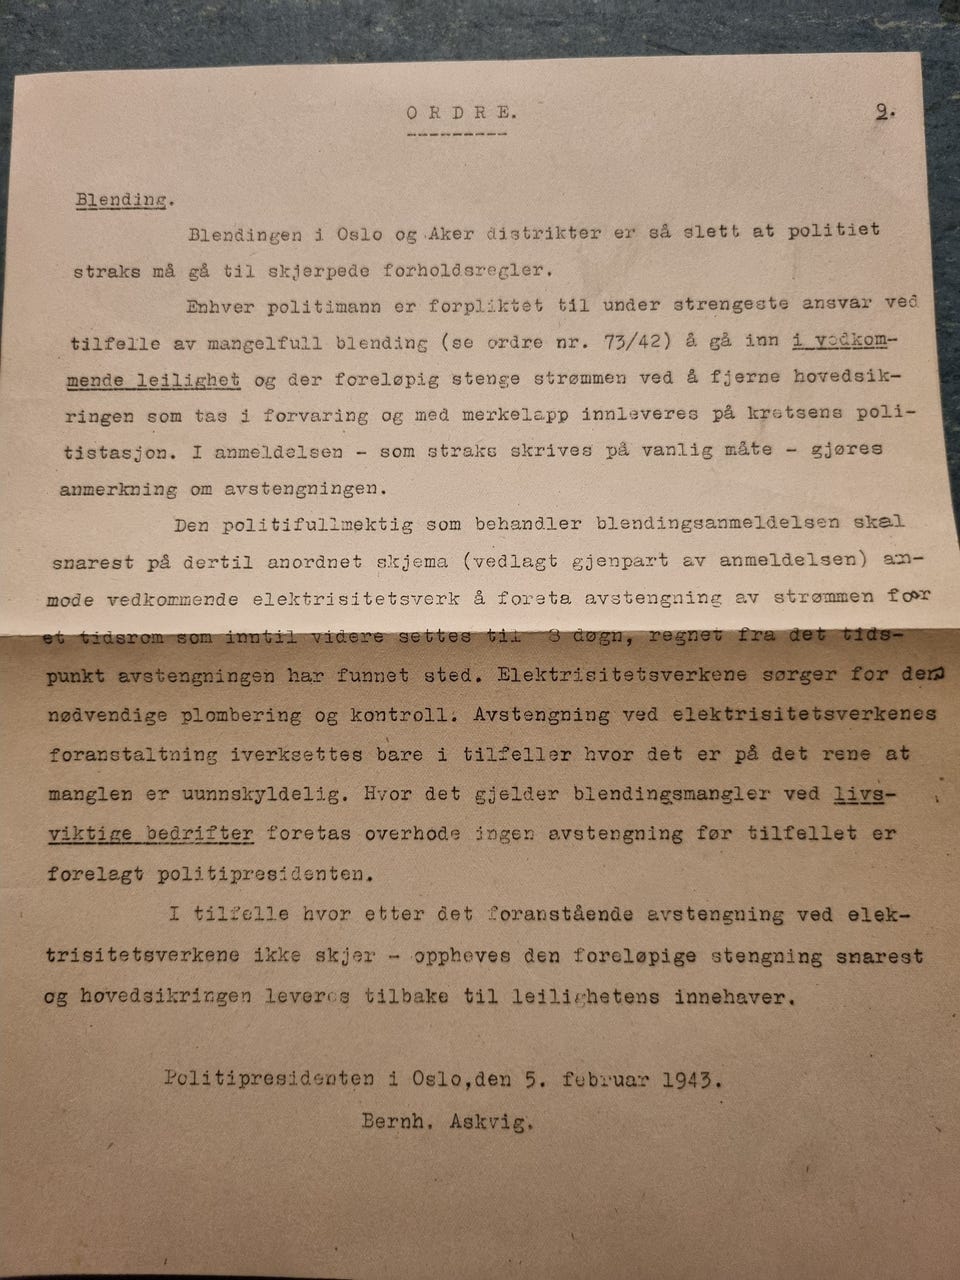 O R D R E.
9.
Blending.
Blendingen i Oslo og Aker distrikter er så slett at politiet
straks må gå til skjerpede forholdsregler.
Enhver politimann er forpliktet til under strengeste ansvar ved
tilfelle av mangelfull blending (se ordre nr. 73/42) å gå inn i vedkom-
mende leilighet og der foreløpig stenge strømmen ved å fjerne hovedsik-
ringen som tas i forvaring og med merkelapp innleveres på kretsens poli-
tistasjon. I anmeldelsen - som straks skrives på vanlig måte - gjøres
anmerkning om avstengningen.
Den politifullmektig som behandler blendingsanmeldelsen skal
snarest på dertil anordnet skjema (vedlagt gjenpart av anmeldelsen) an-
mode vedkommende elektrisitetsverk å foreta avstengning av strømmen for
et tidsrom som inntil videre settes til 8 døgn, regnet fra det tids-
punkt avstengningen har funnet sted. Elektrisitetsverkene sørger for den
nødvendige plombering og kontroll. Avstengning ved elektrisitetsverkenes
foranstaltning iverksettes bare i tilfeller hvor det er på det rene at
manglen er uunnskyldelig. Hvor det gjelder blendingsmangler ved livs-
viktige bedrifter foretas overhode ingen avstengning før tilfellet er
forelagt politipresidenten.
I tilfelle hvor etter det foranstående avstengning ved elek-
trisitetsverkene ikke skjer - oppheves den foreløpige stengning snarest
og hovedsikringen leveres tilbake til leilighetens innehaver.
Politipresidenten i Oslo,den 5. februar 1943.
Bernh. Askvig.